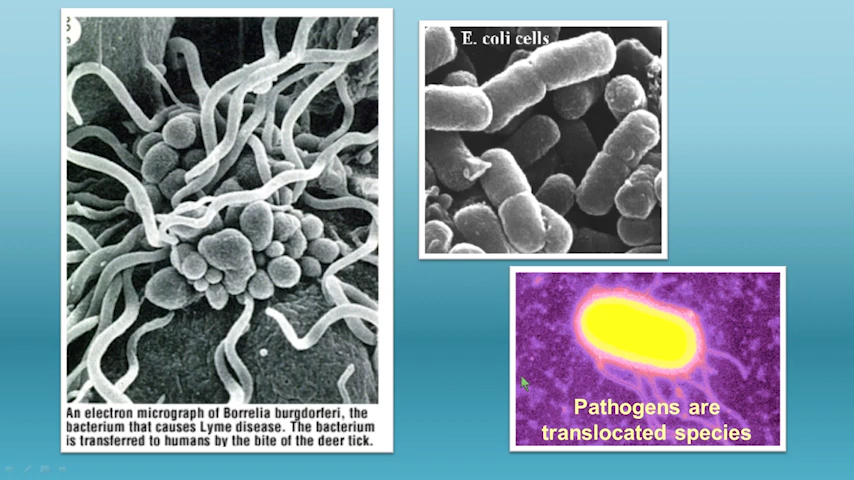 An electron micrograph of Borrelia burgdorferi, the
bacterium that causes Lyme disease. The bacterium
is transferred to humans by the bite of the deer tick.
E. coli cells
Pathogens are
translocated species